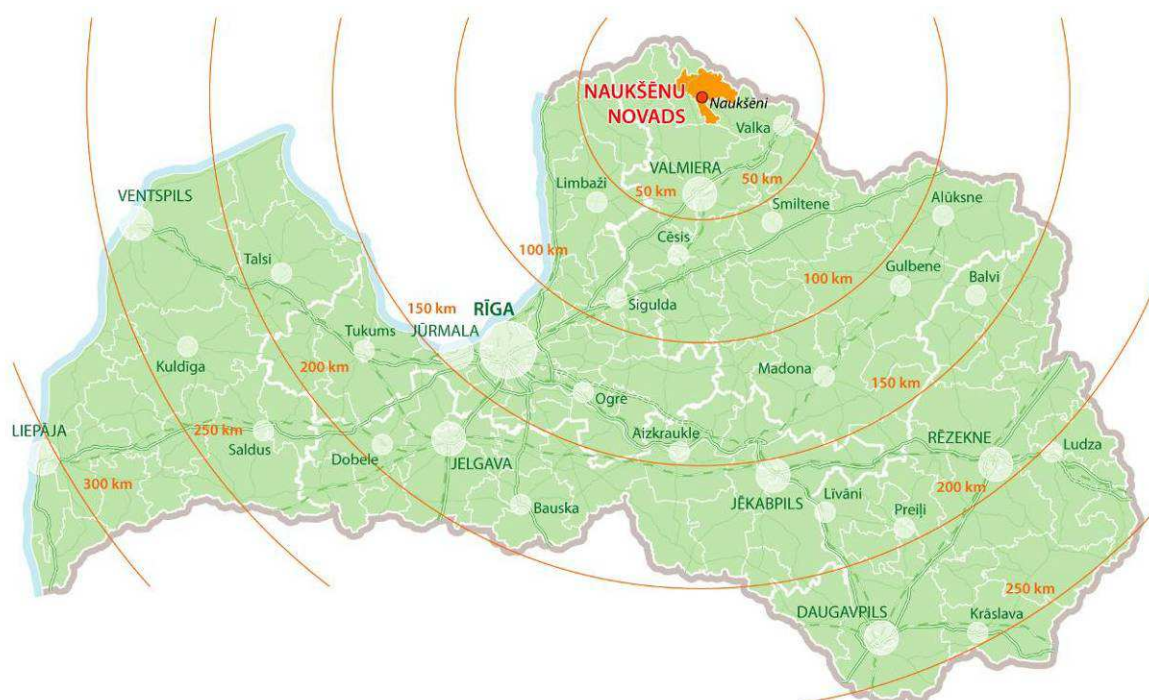 NAUKŠĒNU
NOVADS
Naukšēni
Valka
VALMIERA
50 km
50 km
Limbaži
Smiltene
Alūksne
VENTSPILS
Cēsis
100 km
Talsi
Gulbene
100 km
Balvi
Sigulda
150 km
RĪGA
JŪRMALA
Tukums
200 km
Kuldīga
Madona
150 km
Ogre
LIEPĀJA
250 km
Saldus
Aizkraukle
RĒZEKNE
Ludza
Dobele
JELGAVA
300 km
200 km
JĒKABPILS
Līvāni
Preiļi
Bauska
250 km
DAUGAVPILS
Krāslava